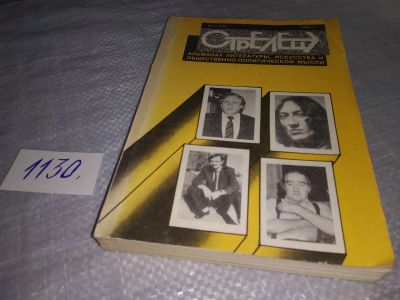 СТРЕЛЕЦ
АЛЬМАНАХ ЛИТЕРАТУРЫ, ИСКУССТВА И
ОБЩЕСТВЕННО-ПОЛИТИЧЕСКОЙ МЫСЛИ
1130.